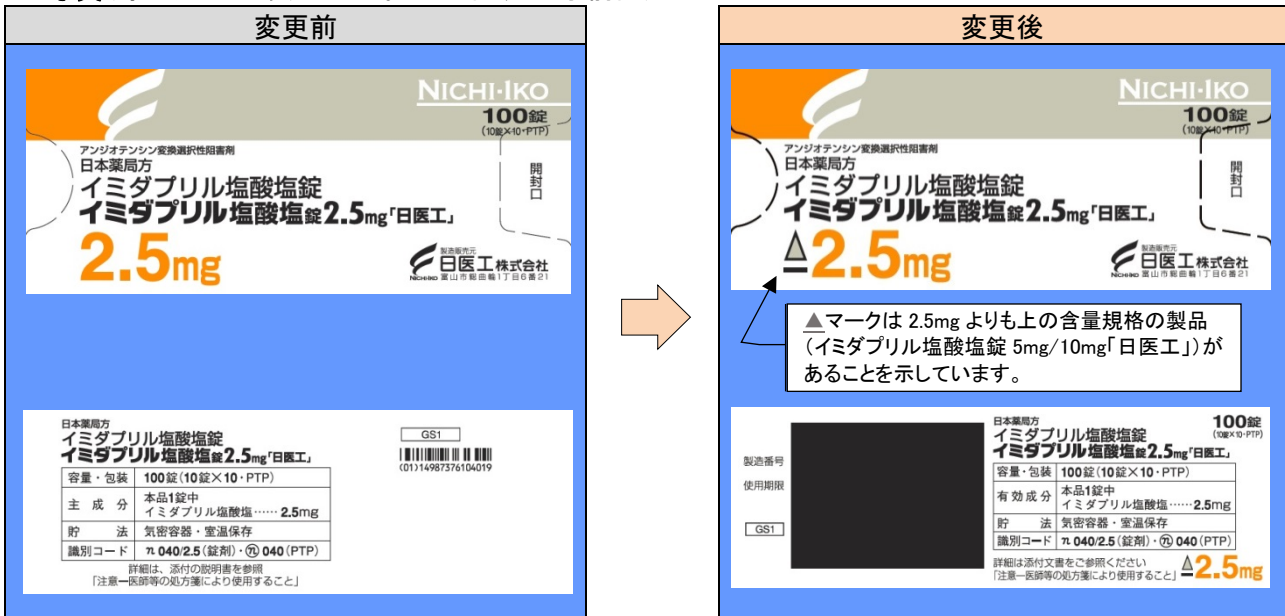 変更前
NICHI-IKO
100錠
(10錠×10・PTP)
アンジオテンシン変換選択性阻害剤
日本薬局方
イミダプリル塩酸塩錠
イミダプリル塩酸塩錠2.5mg「日医工」
開封口
2.5mg
製造販売元
日医工株式会社
NICHI-IKO 富山市総曲輪1丁目6番21
日本薬局方
イミダプリル塩酸塩錠
イミダプリル塩酸塩錠2.5mg「日医工」
容量・包装 100錠(10錠×10・PTP)
主成分 本品1錠中
イミダプリル塩酸塩……2.5mg
貯法 気密容器・室温保存
識別コード n 040/2.5(錠剤)・n 040(PTP)
詳細は、添付の説明書を参照
「注意－医師等の処方箋により使用すること」
GS1
(01)14987376104019
変更後
NICHI-IKO
100錠
(10錠×10・PTP)
アンジオテンシン変換選択性阻害剤
日本薬局方
イミダプリル塩酸塩錠
イミダプリル塩酸塩錠2.5mg「日医工」
開封口
△2.5mg
製造販売元
日医工株式会社
NICHI-IKO 富山市総曲輪1丁目6番21
▲マークは 2.5mg よりも上の含量規格の製品
(イミダプリル塩酸塩錠 5mg/10mg「日医工」)が
あることを示しています。
製造番号
使用期限
GS1
日本薬局方
イミダプリル塩酸塩錠
イミダプリル塩酸塩錠2.5mg「日医工」
100錠
(10錠×10・PTP)
容量・包装 100錠(10錠×10・PTP)
有効成分 本品1錠中
イミダプリル塩酸塩……2.5mg
貯法 気密容器・室温保存
識別コード n 040/2.5(錠剤)・n 040(PTP)
詳細は添付文書をご参照ください
「注意－医師等の処方箋により使用すること」
△2.5mg